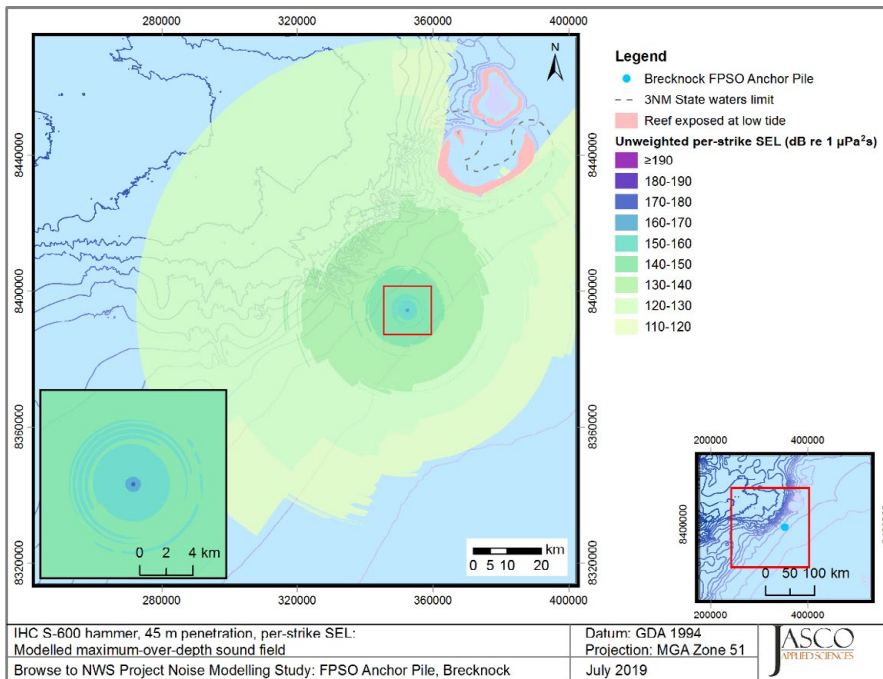 280000
320000
360000
400000
8440000
8400000
8360000
8320000
N
8440000
8400000
8360000
8320000
0 2 4 km
km
0 5 10 20
280000
320000
360000
400000
Legend
Brecknock FPSO Anchor Pile
3NM State waters limit
Reef exposed at low tide
Unweighted per-strike SEL (dB re 1 µPa²s)
≥190
180-190
170-180
160-170
150-160
140-150
130-140
120-130
110-120
200000
400000
8400000
0 50 100 km
200000
400000
IHC S-600 hammer, 45 m penetration, per-strike SEL:
Modelled maximum-over-depth sound field
Browse to NWS Project Noise Modelling Study: FPSO Anchor Pile, Brecknock
Datum: GDA 1994
Projection: MGA Zone 51
July 2019
JASCO
APPLIED SCIENCES